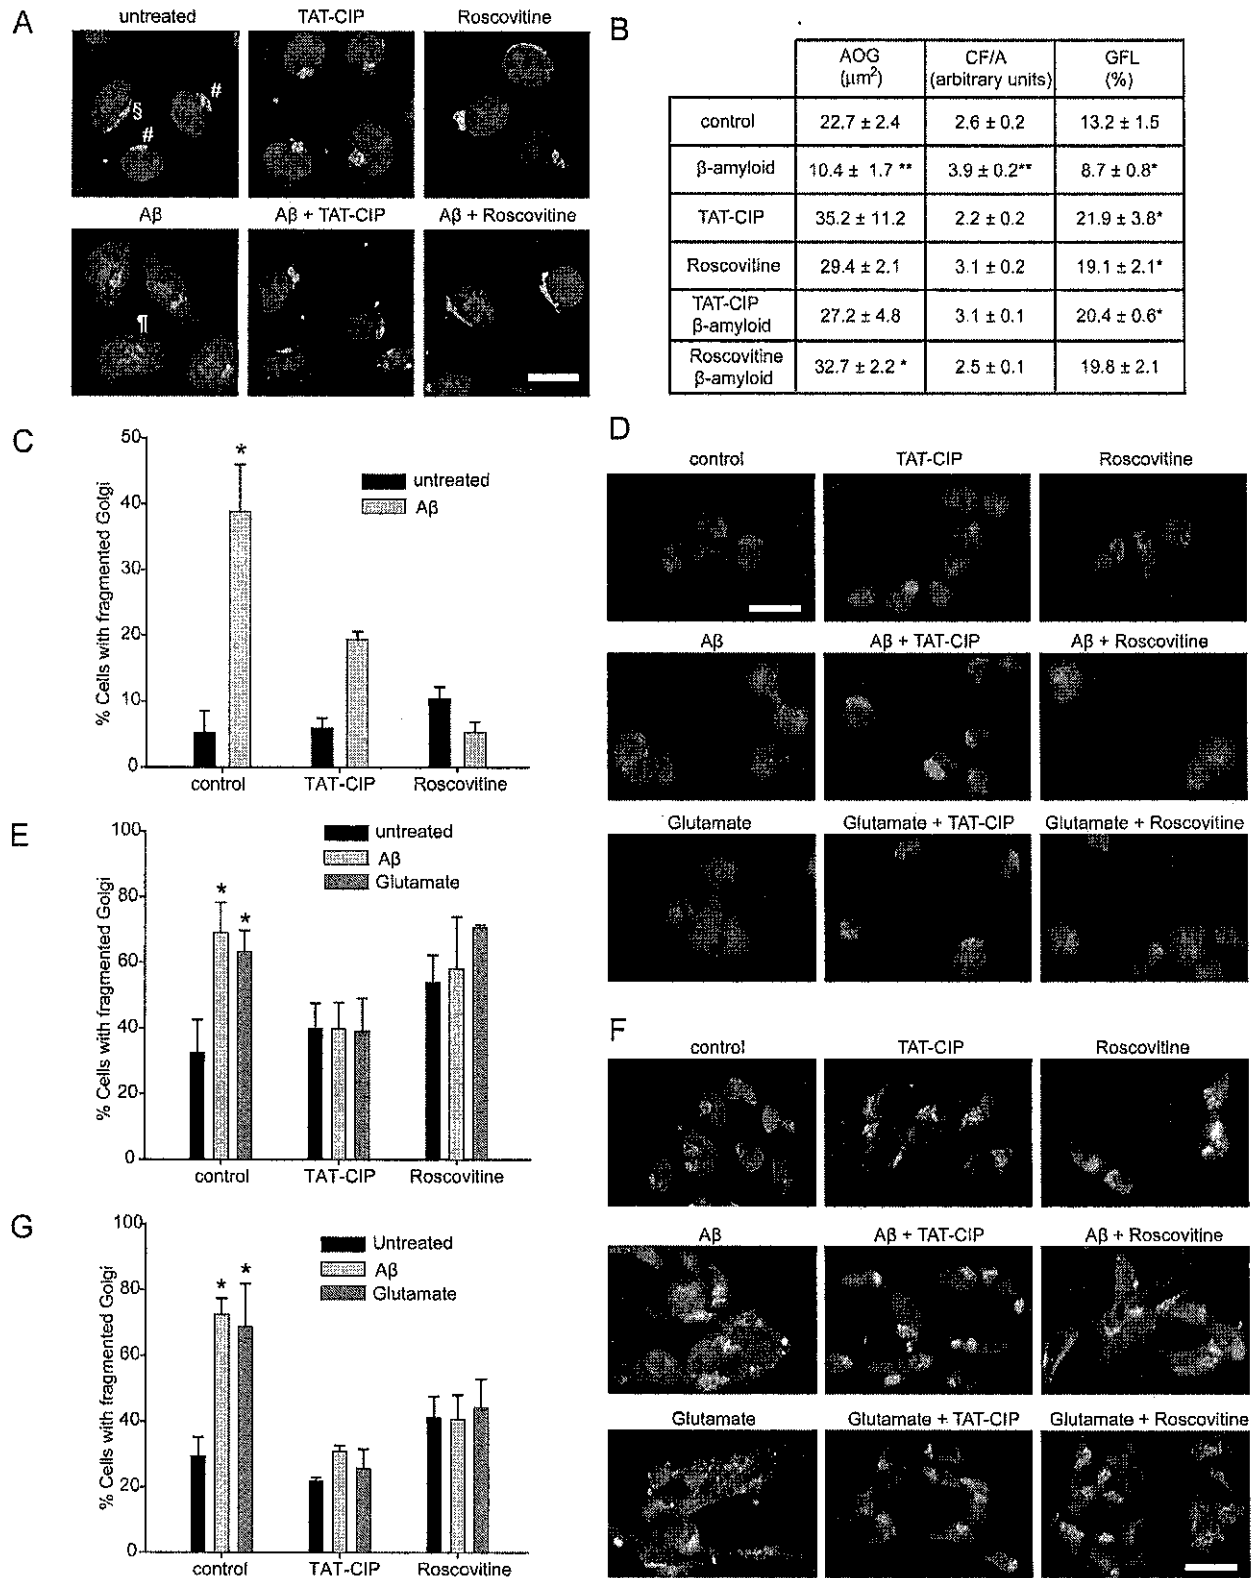 A
untreated
TAT-CIP
Roscovitine
§
#
#
Aβ
Aβ + TAT-CIP
Aβ + Roscovitine
¶
B
AOG (µm²)
CF/A (arbitrary units)
GFL (%)
control 22.7 ± 2.4 2.6 ± 0.2 13.2 ± 1.5
β-amyloid 10.4 ± 1.7 ** 3.9 ± 0.2** 8.7 ± 0.8*
TAT-CIP 35.2 ± 11.2 2.2 ± 0.2 21.9 ± 3.8*
Roscovitine 29.4 ± 2.1 3.1 ± 0.2 19.1 ± 2.1*
TAT-CIP β-amyloid 27.2 ± 4.8 3.1 ± 0.1 20.4 ± 0.6*
Roscovitine β-amyloid 32.7 ± 2.2 * 2.5 ± 0.1 19.8 ± 2.1
C
% Cells with fragmented Golgi
50
40
30
20
10
0
*
untreated
Aβ
control
TAT-CIP
Roscovitine
D
control
TAT-CIP
Roscovitine
Aβ
Aβ + TAT-CIP
Aβ + Roscovitine
Glutamate
Glutamate + TAT-CIP
Glutamate + Roscovitine
E
% Cells with fragmented Golgi
100
80
60
40
20
0
*
*
untreated
Aβ
Glutamate
control
TAT-CIP
Roscovitine
F
control
TAT-CIP
Roscovitine
Aβ
Aβ + TAT-CIP
Aβ + Roscovitine
Glutamate
Glutamate + TAT-CIP
Glutamate + Roscovitine
G
% Cells with fragmented Golgi
100
80
60
40
20
0
*
*
Untreated
Aβ
Glutamate
control
TAT-CIP
Roscovitine